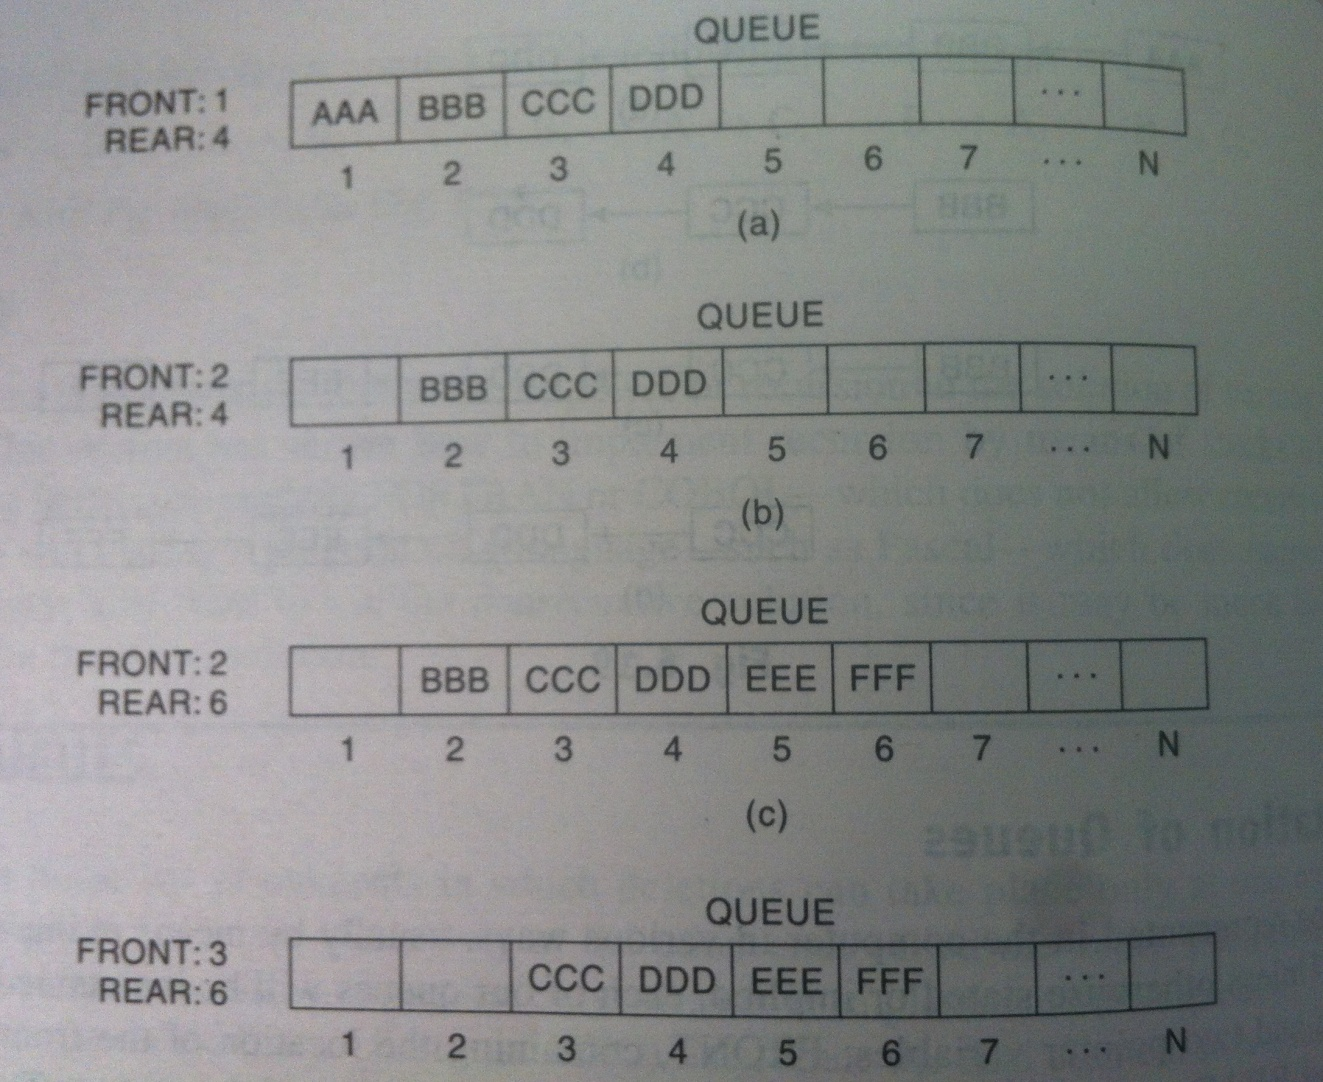 QUEUE
FRONT: 1
REAR: 4
AAA BBB CCC DDD ...
1 2 3 4 5 6 7 ... N
(a)
QUEUE
FRONT: 2
REAR: 4
BBB CCC DDD ...
1 2 3 4 5 6 7 ... N
(b)
QUEUE
FRONT: 2
REAR: 6
BBB CCC DDD EEE FFF ...
1 2 3 4 5 6 7 ... N
(c)
QUEUE
FRONT: 3
REAR: 6
CCC DDD EEE FFF ...
1 2 3 4 5 6 7 ... N